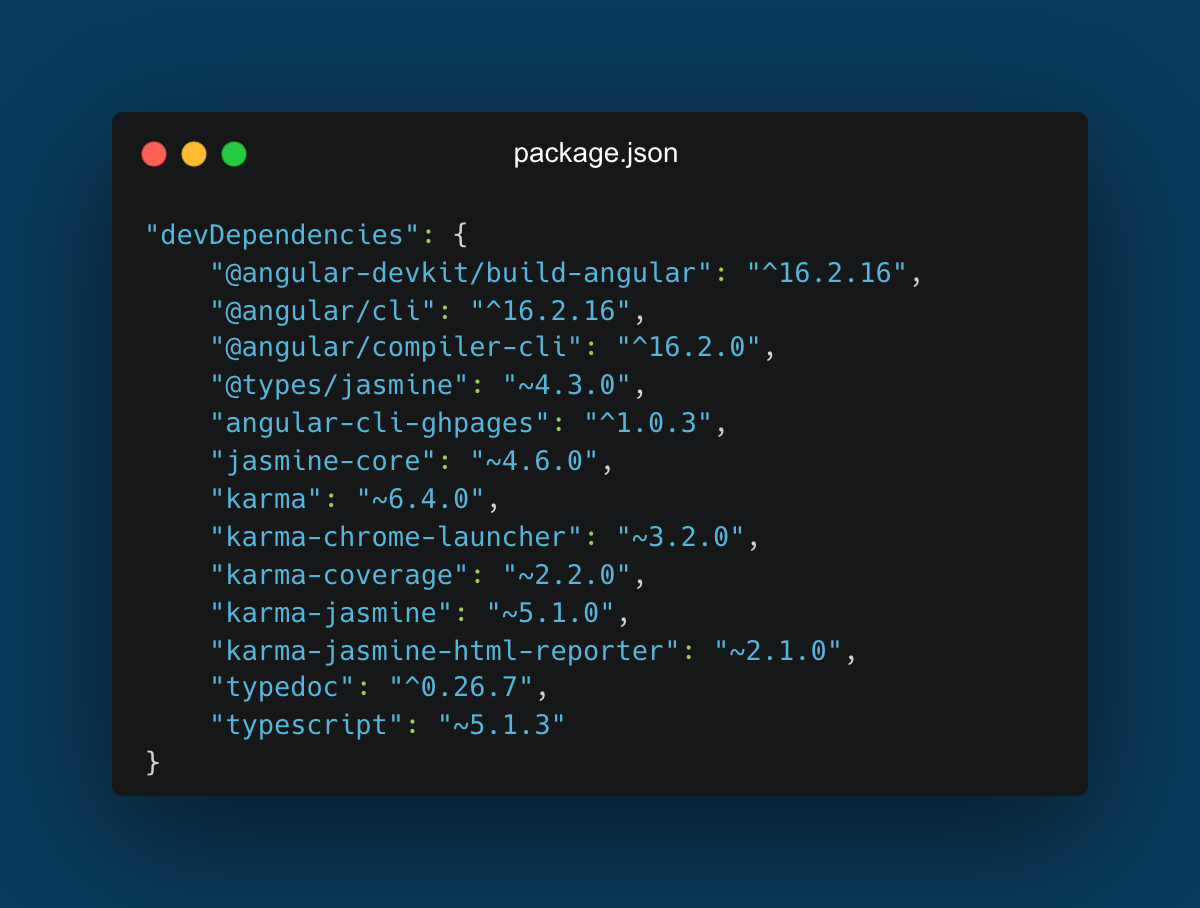 package.json
"devDependencies": {
    "@angular-devkit/build-angular": "^16.2.16",
    "@angular/cli": "^16.2.16",
    "@angular/compiler-cli": "^16.2.0",
    "@types/jasmine": "~4.3.0",
    "angular-cli-ghpages": "^1.0.3",
    "jasmine-core": "~4.6.0",
    "karma": "~6.4.0",
    "karma-chrome-launcher": "~3.2.0",
    "karma-coverage": "~2.2.0",
    "karma-jasmine": "~5.1.0",
    "karma-jasmine-html-reporter": "~2.1.0",
    "typedoc": "^0.26.7",
    "typescript": "~5.1.3"
}